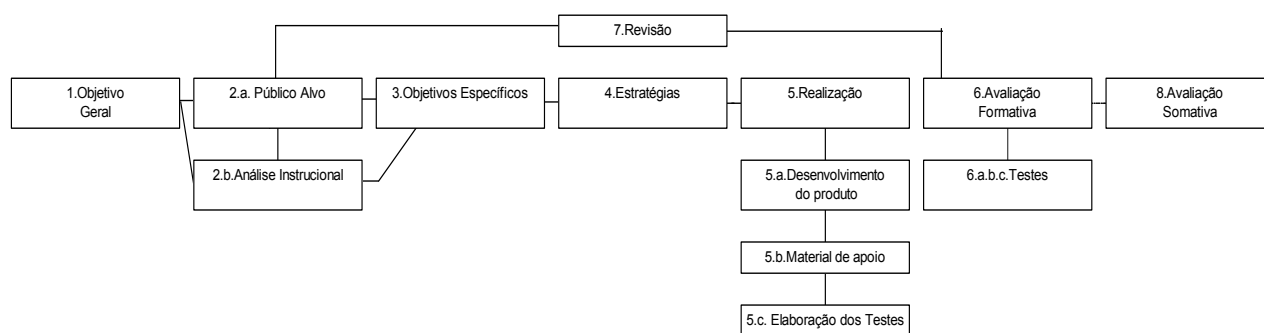 7.Revisão
1.Objetivo
Geral
2.a. Público Alvo
3.Objetivos Específicos
4.Estratégias
5.Realização
6.Avaliação
Formativa
8.Avaliação
Somativa
2.b.Análise Instrucional
5.a.Desenvolvimento
do produto
6.a.b.c.Testes
5.b.Material de apoio
5.c. Elaboração dos Testes